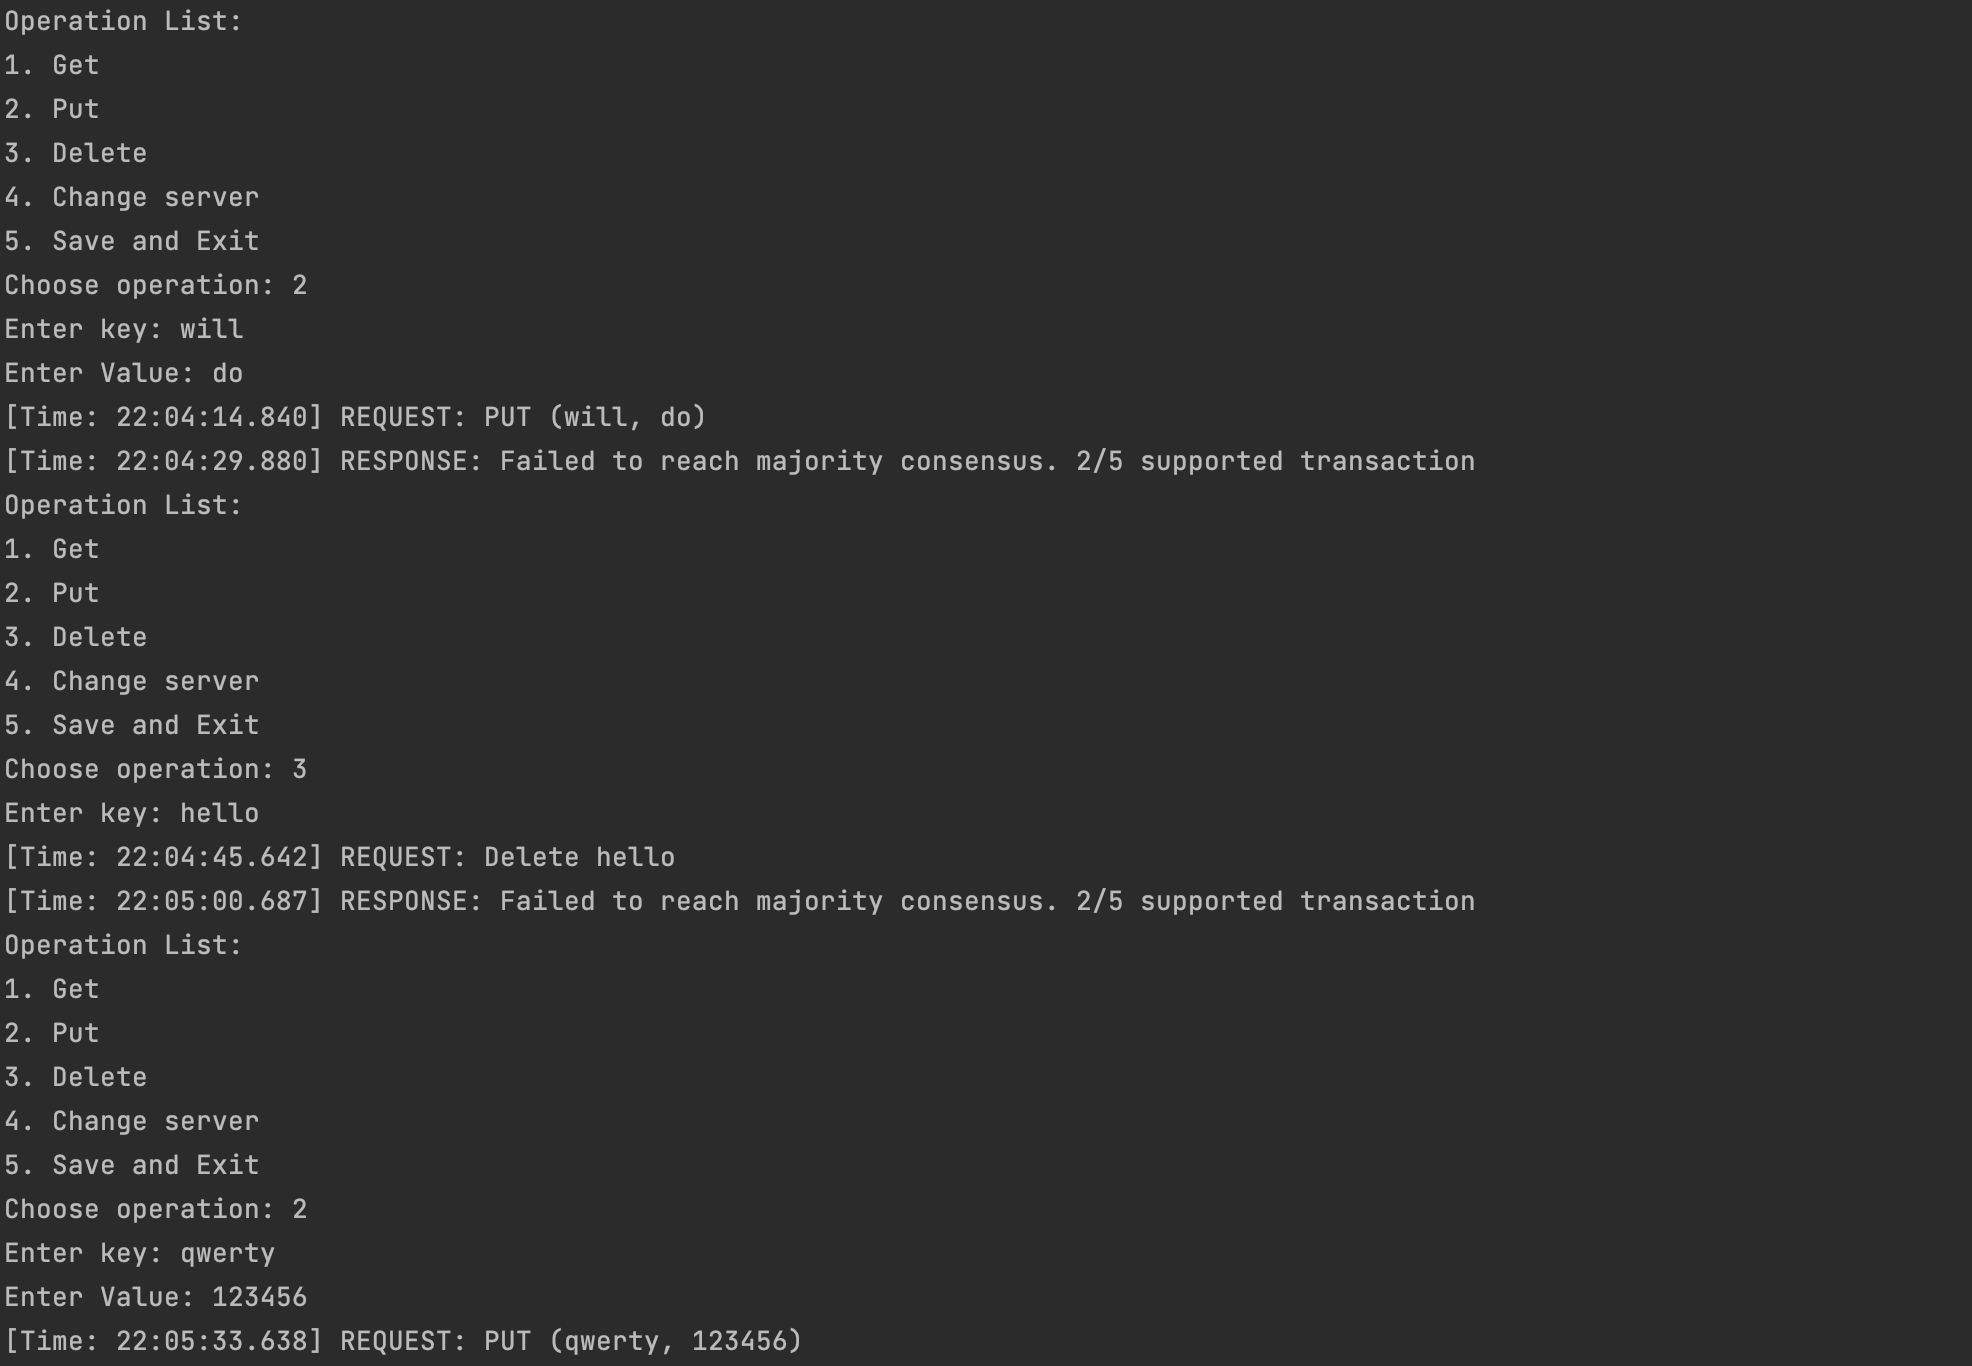 Operation List:
1. Get
2. Put
3. Delete
4. Change server
5. Save and Exit
Choose operation: 2
Enter key: will
Enter Value: do
[Time: 22:04:14.840] REQUEST: PUT (will, do)
[Time: 22:04:29.880] RESPONSE: Failed to reach majority consensus. 2/5 supported transaction
Operation List:
1. Get
2. Put
3. Delete
4. Change server
5. Save and Exit
Choose operation: 3
Enter key: hello
[Time: 22:04:45.642] REQUEST: Delete hello
[Time: 22:05:00.687] RESPONSE: Failed to reach majority consensus. 2/5 supported transaction
Operation List:
1. Get
2. Put
3. Delete
4. Change server
5. Save and Exit
Choose operation: 2
Enter key: qwerty
Enter Value: 123456
[Time: 22:05:33.638] REQUEST: PUT (qwerty, 123456)